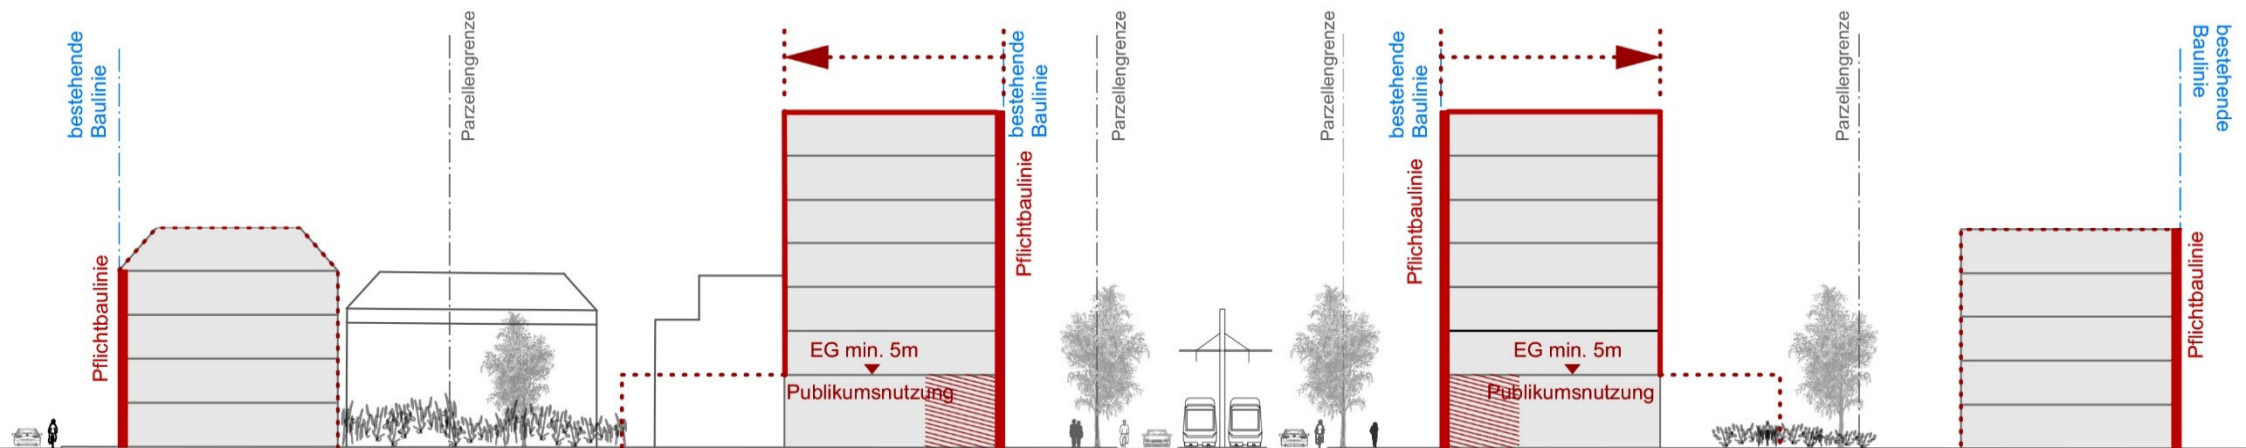 bestehende
Baulinie
Pflichtbaulinie
Parzellengrenze
bestehende
Baulinie
Pflichtbaulinie
EG min. 5m
Publikumsnutzung
Parzellengrenze
Parzellengrenze
bestehende
Baulinie
Pflichtbaulinie
EG min. 5m
Publikumsnutzung
Parzellengrenze
bestehende
Baulinie
Pflichtbaulinie